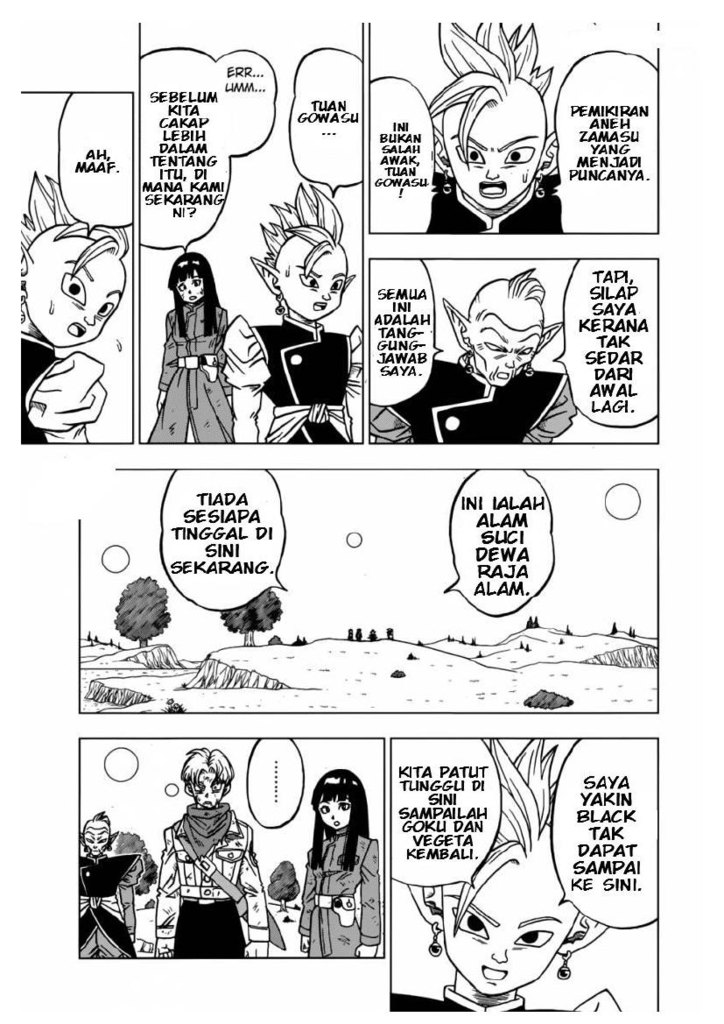 PEMIKIRAN
ANEH
ZAMASU
YANG
MENJADI
PUNCANYA.
INI
BUKAN
SALAH
AWAK,
TUAN
GOWASU
!
TAPI,
SILAP
SAYA
KERANA
TAK
SEDAR
DARI
AWAL
LAGI.
SEMUA
INI
ADALAH
TANG-
GUNG-
JAWAB
SAYA.
TUAN
GOWASU
...
ERR...
UMM...
SEBELUM
KITA
CAKAP
LEBIH
DALAM
TENTANG
ITU, DI
MANA KAMI
SEKARANG
NI?
AH,
MAAF.
INI IALAH
ALAM
SUCI
DEWA
RAJA
ALAM.
TIADA
SESIAPA
TINGGAL DI
SINI
SEKARANG.
SAYA
YAKIN
BLACK
TAK
DAPAT
SAMPAI
KE SINI.
KITA PATUT
TUNGGU DI
SINI
SAMPAILAH
GOKU DAN
VEGETA
KEMBALI.
.........